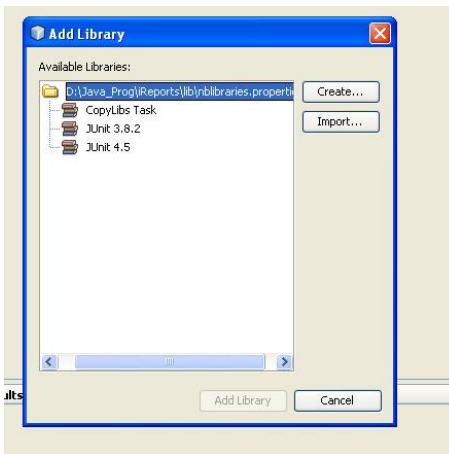 Add Library
Available Libraries:
D:\Java_Prog\iReports\lib\nblibraries.properti
Create...
CopyLibs Task
Import...
JUnit 3.8.2
JUnit 4.5
ults
Add Library
Cancel